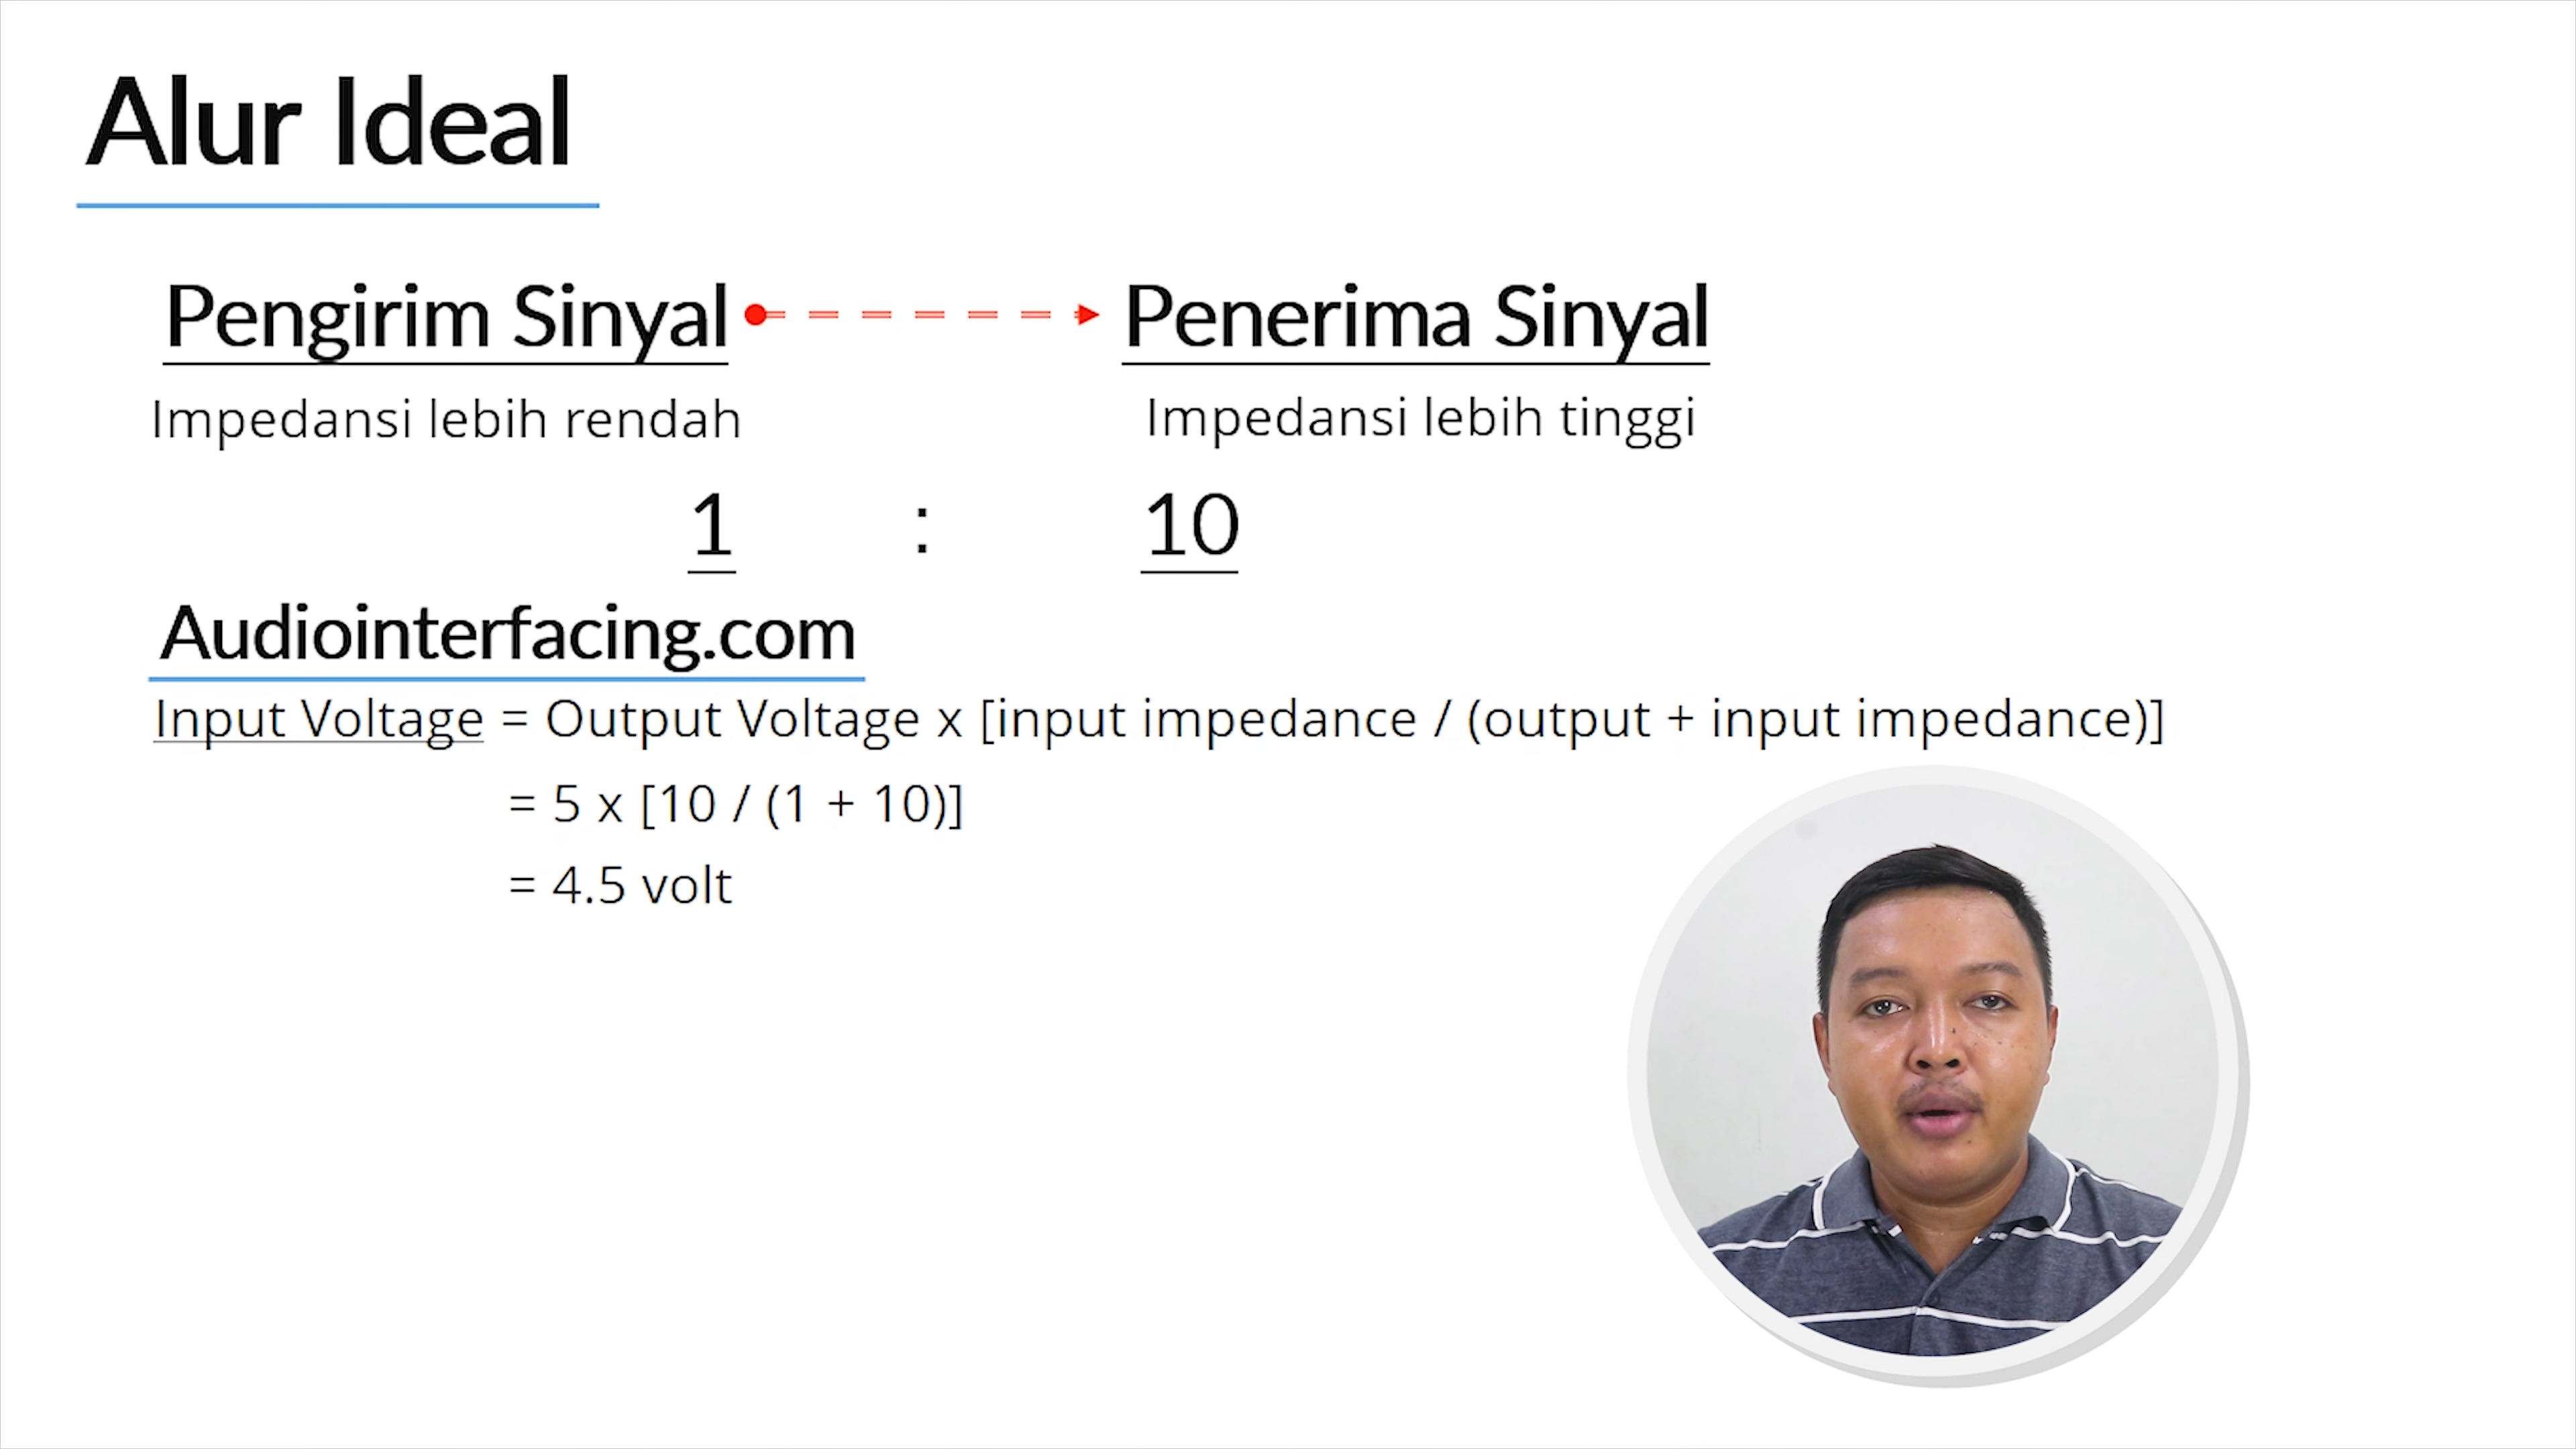 Alur Ideal
Pengirim Sinyal Penerima Sinyal
Impedansi lebih rendah Impedansi lebih tinggi
1 : 10
Audiointerfacing.com
Input Voltage = Output Voltage x [input impedance / (output + input impedance)]
= 5 x [10 / (1 + 10)]
= 4.5 volt